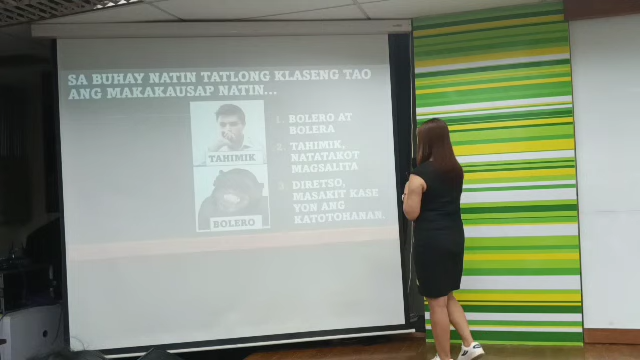 SA BUHAY NATIN TATLONG KLASENG TAO
ANG MAKAKAUSAP NATIN...
TAHIMIK
BOLERO
1. BOLERO AT
BOLERA
2. TAHIMIK,
NATATAKOT
MAGSALITA
3. DIRETSO,
MASAKIT KASE
YON ANG
KATOTOHANAN.